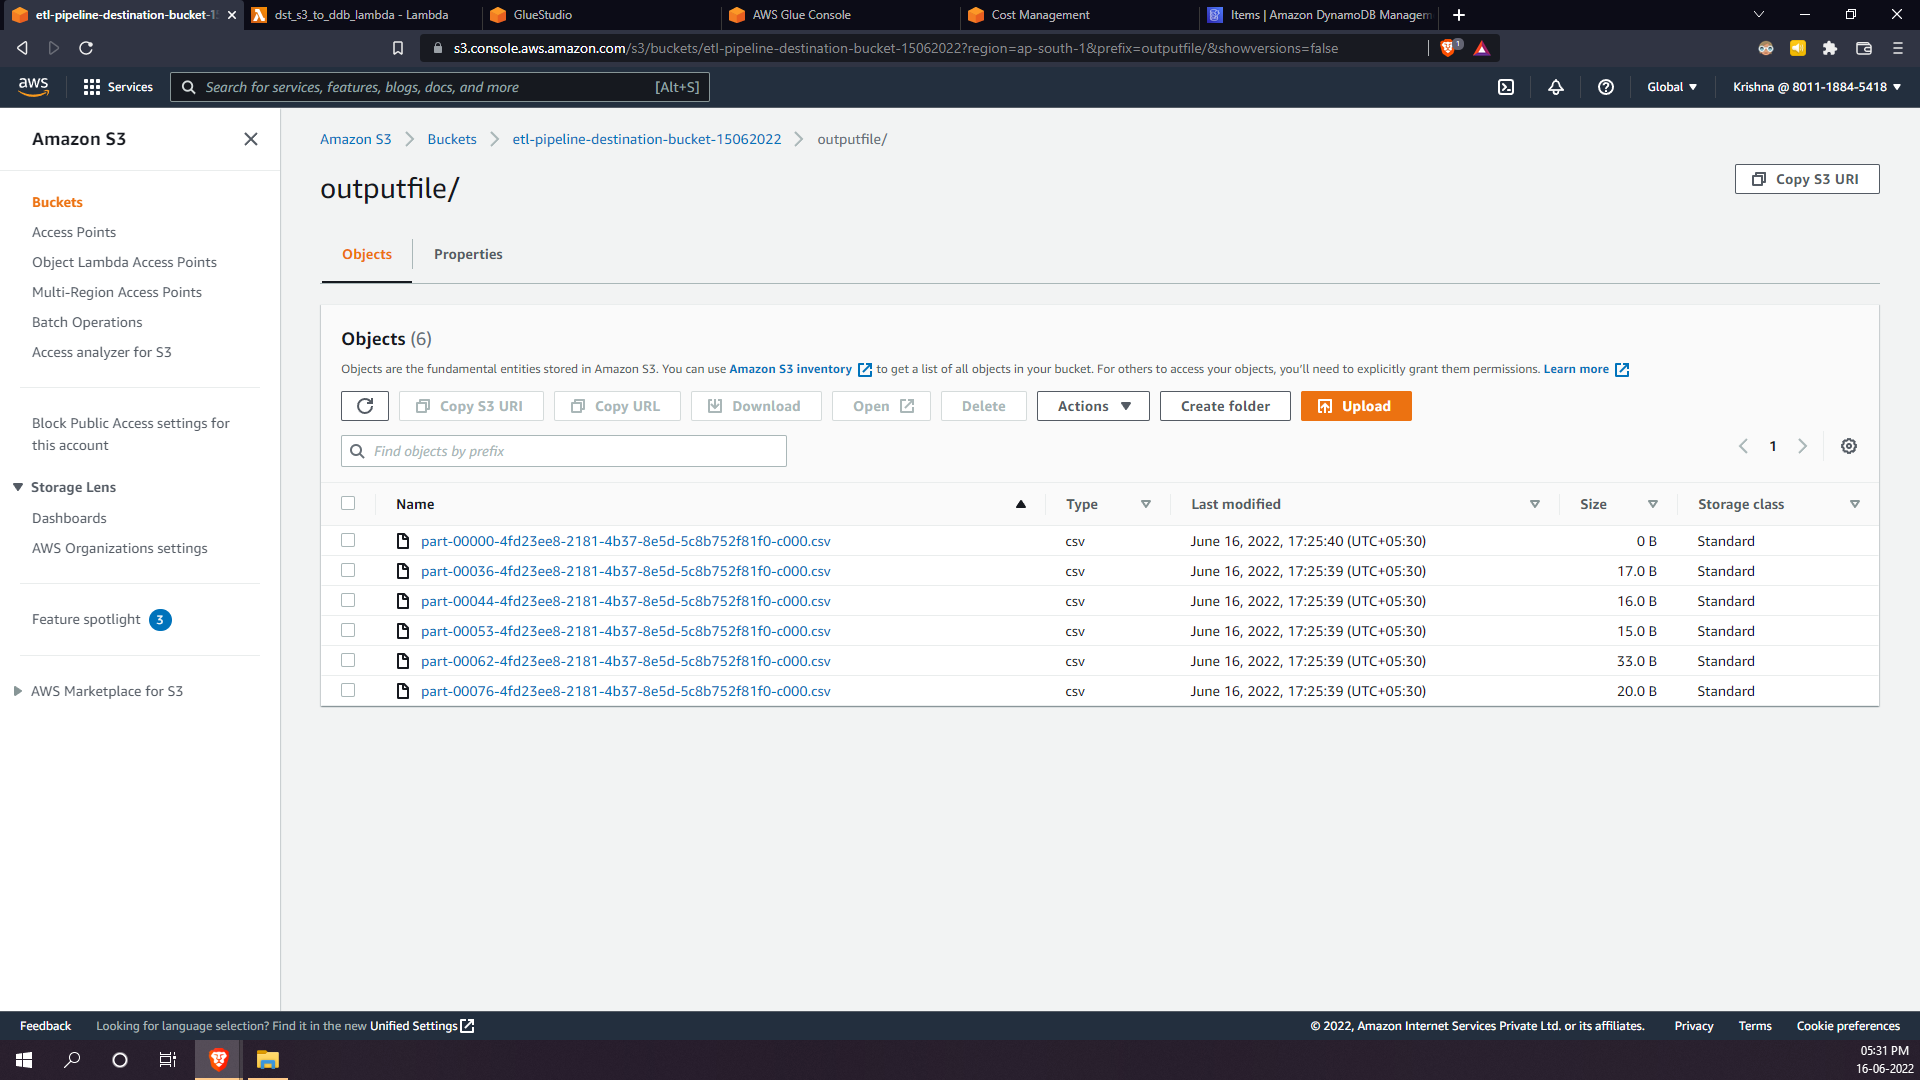 etl-pipeline-destination-bucket-15
dst_s3_to_ddb_lambda - Lambda
GlueStudio
AWS Glue Console
Cost Management
Items | Amazon DynamoDB Managem
s3.console.aws.amazon.com/s3/buckets/etl-pipeline-destination-bucket-15062022?region=ap-south-1&prefix=outputfile/&showversions=false
1
aws
Services
Search for services, features, blogs, docs, and more
[Alt+S]
Global
Krishna @ 8011-1884-5418
Amazon S3
Buckets
Access Points
Object Lambda Access Points
Multi-Region Access Points
Batch Operations
Access analyzer for S3
Block Public Access settings for
this account
Storage Lens
Dashboards
AWS Organizations settings
Feature spotlight 3
AWS Marketplace for S3
Amazon S3 > Buckets > etl-pipeline-destination-bucket-15062022 > outputfile/
outputfile/
Copy S3 URI
Objects
Properties
Objects (6)
Objects are the fundamental entities stored in Amazon S3. You can use Amazon S3 inventory to get a list of all objects in your bucket. For others to access your objects, you'll need to explicitly grant them permissions. Learn more
Copy S3 URI
Copy URL
Download
Open
Delete
Actions
Create folder
Upload
Find objects by prefix
1
Name Type Last modified Size Storage class
part-00000-4fd23ee8-2181-4b37-8e5d-5c8b752f81f0-c000.csv csv June 16, 2022, 17:25:40 (UTC+05:30) 0 B Standard
part-00036-4fd23ee8-2181-4b37-8e5d-5c8b752f81f0-c000.csv csv June 16, 2022, 17:25:39 (UTC+05:30) 17.0 B Standard
part-00044-4fd23ee8-2181-4b37-8e5d-5c8b752f81f0-c000.csv csv June 16, 2022, 17:25:39 (UTC+05:30) 16.0 B Standard
part-00053-4fd23ee8-2181-4b37-8e5d-5c8b752f81f0-c000.csv csv June 16, 2022, 17:25:39 (UTC+05:30) 15.0 B Standard
part-00062-4fd23ee8-2181-4b37-8e5d-5c8b752f81f0-c000.csv csv June 16, 2022, 17:25:39 (UTC+05:30) 33.0 B Standard
part-00076-4fd23ee8-2181-4b37-8e5d-5c8b752f81f0-c000.csv csv June 16, 2022, 17:25:39 (UTC+05:30) 20.0 B Standard
Feedback
Looking for language selection? Find it in the new Unified Settings
© 2022, Amazon Internet Services Private Ltd. or its affiliates.
Privacy
Terms
Cookie preferences
05:31 PM
16-06-2022